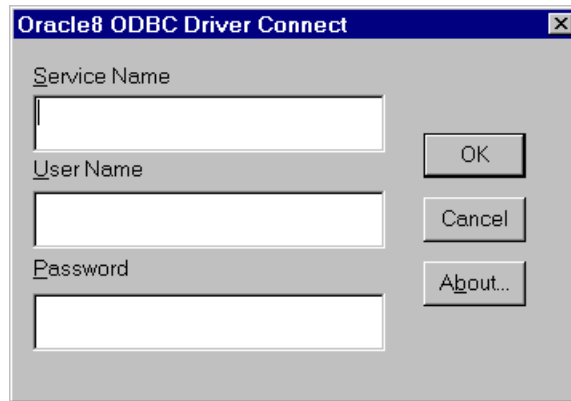 Oracle8 ODBC Driver Connect
Service Name
User Name
Password
OK
Cancel
About...